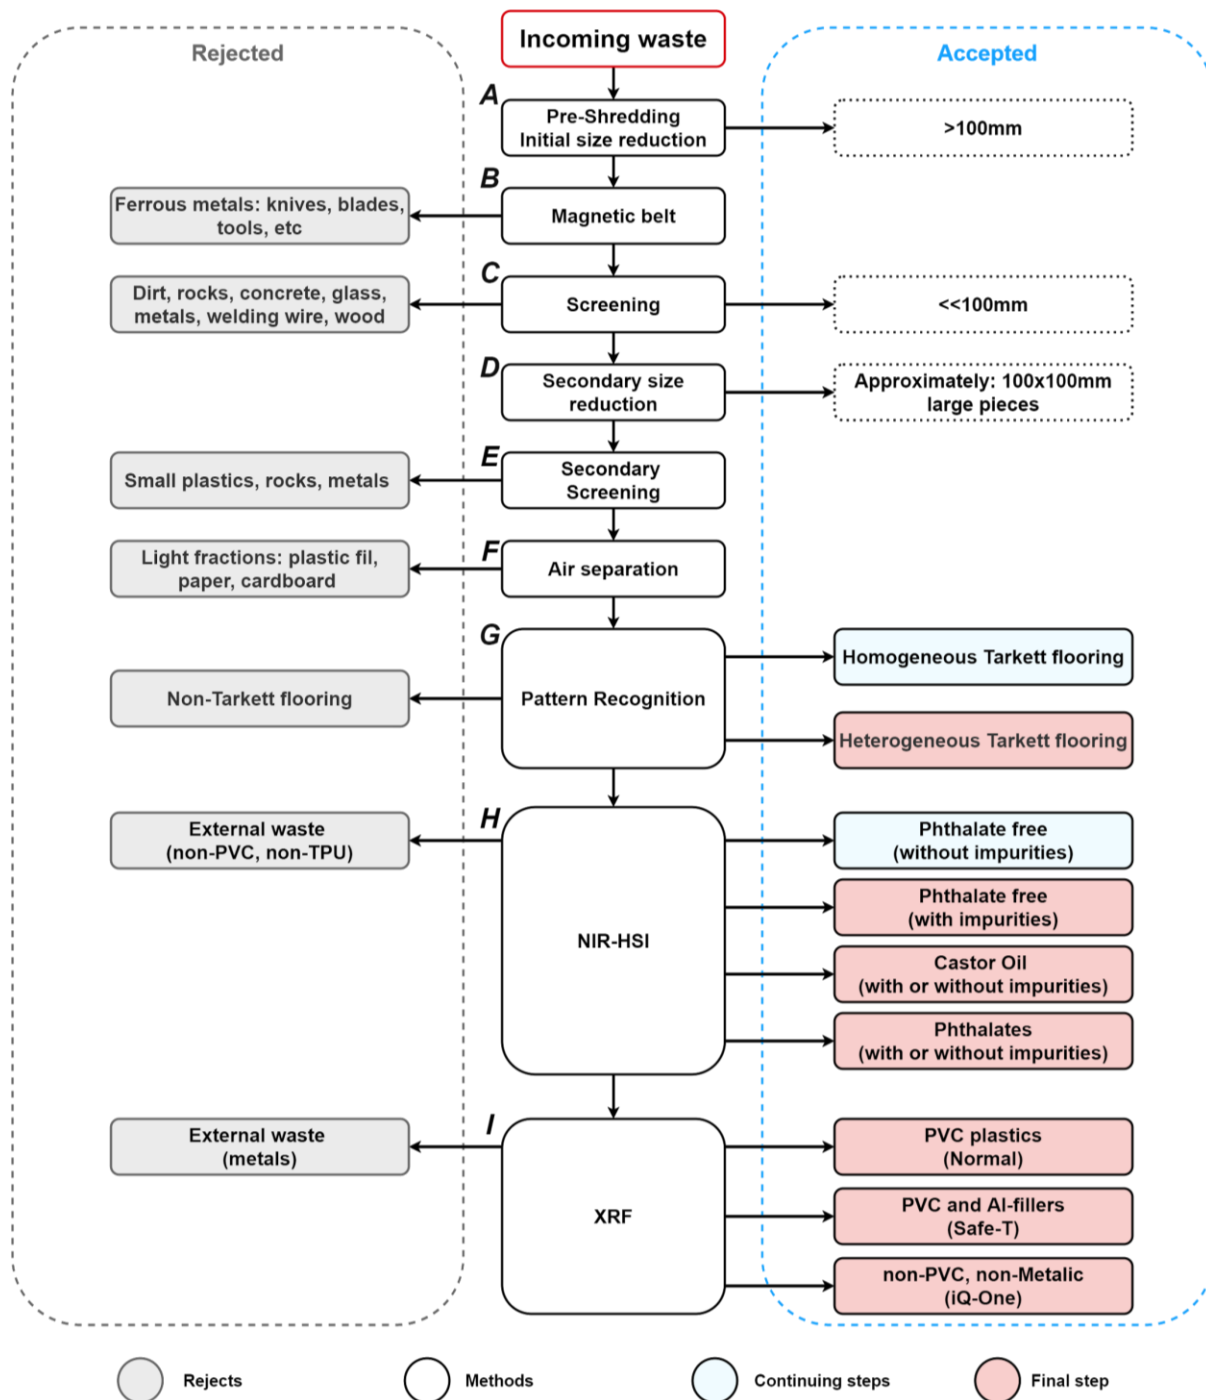 Incoming waste
Rejected
Accepted
A
Pre-Shredding
Initial size reduction
>100mm
B
Ferrous metals: knives, blades,
tools, etc
Magnetic belt
C
Dirt, rocks, concrete, glass,
metals, welding wire, wood
Screening
<<100mm
D
Secondary size
reduction
Approximately: 100x100mm
large pieces
E
Small plastics, rocks, metals
Secondary
Screening
F
Light fractions: plastic fil,
paper, cardboard
Air separation
G
Non-Tarkett flooring
Pattern Recognition
Homogeneous Tarkett flooring
Heterogeneous Tarkett flooring
H
External waste
(non-PVC, non-TPU)
NIR-HSI
Phthalate free
(without impurities)
Phthalate free
(with impurities)
Castor Oil
(with or without impurities)
Phthalates
(with or without impurities)
I
External waste
(metals)
XRF
PVC plastics
(Normal)
PVC and Al-fillers
(Safe-T)
non-PVC, non-Metalic
(iQ-One)
Rejects
Methods
Continuing steps
Final step